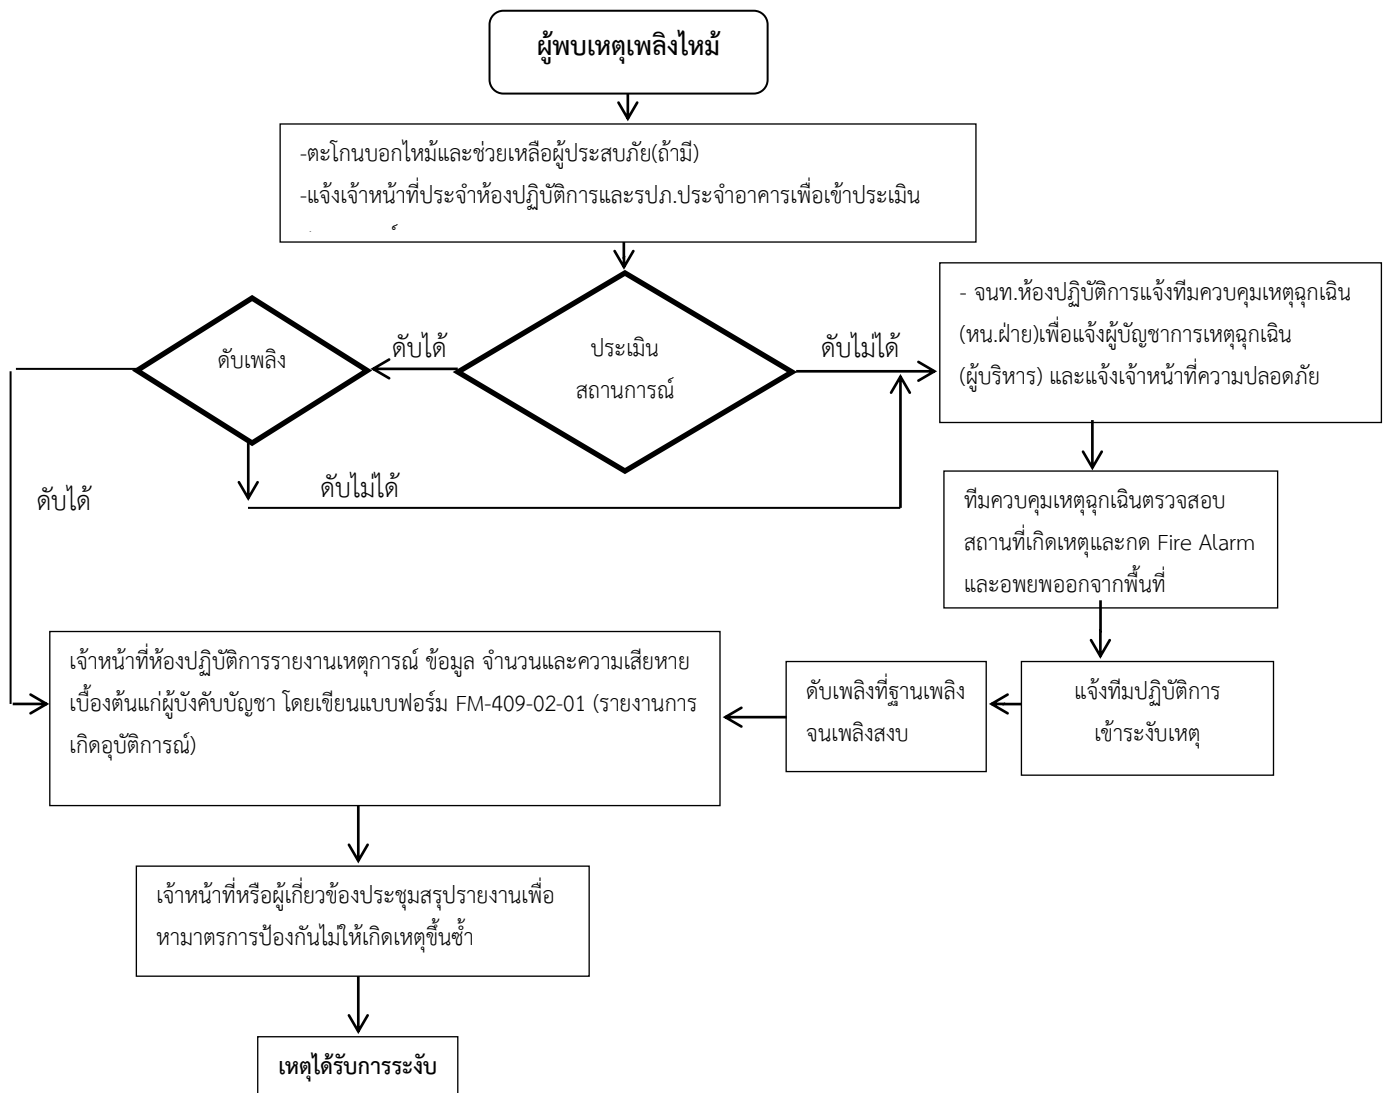 ผู้พบเหตุเพลิงไหม้
-ตะโกนบอกไหม้และช่วยเหลือผู้ประสบภัย(ถ้ามี)
-แจ้งเจ้าหน้าที่ประจำห้องปฏิบัติการและรปภ.ประจำอาคารเพื่อเข้าประเมิน
ประเมิน
สถานการณ์
ดับได้
ดับเพลิง
ดับไม่ได้
ดับได้
ดับไม่ได้
- จนท.ห้องปฏิบัติการแจ้งทีมควบคุมเหตุฉุกเฉิน
(หน.ฝ่าย)เพื่อแจ้งผู้บัญชาการเหตุฉุกเฉิน
(ผู้บริหาร) และแจ้งเจ้าหน้าที่ความปลอดภัย
ทีมควบคุมเหตุฉุกเฉินตรวจสอบ
สถานที่เกิดเหตุและกด Fire Alarm
และอพยพออกจากพื้นที่
แจ้งทีมปฏิบัติการ
เข้าระงับเหตุ
ดับเพลิงที่ฐานเพลิง
จนเพลิงสงบ
เจ้าหน้าที่ห้องปฏิบัติการรายงานเหตุการณ์ ข้อมูล จำนวนและความเสียหาย
เบื้องต้นแก่ผู้บังคับบัญชา โดยเขียนแบบฟอร์ม FM-409-02-01 (รายงานการ
เกิดอุบัติการณ์)
เจ้าหน้าที่หรือผู้เกี่ยวข้องประชุมสรุปรายงานเพื่อ
หามาตรการป้องกันไม่ให้เกิดเหตุขึ้นซ้ำ
เหตุได้รับการระงับ